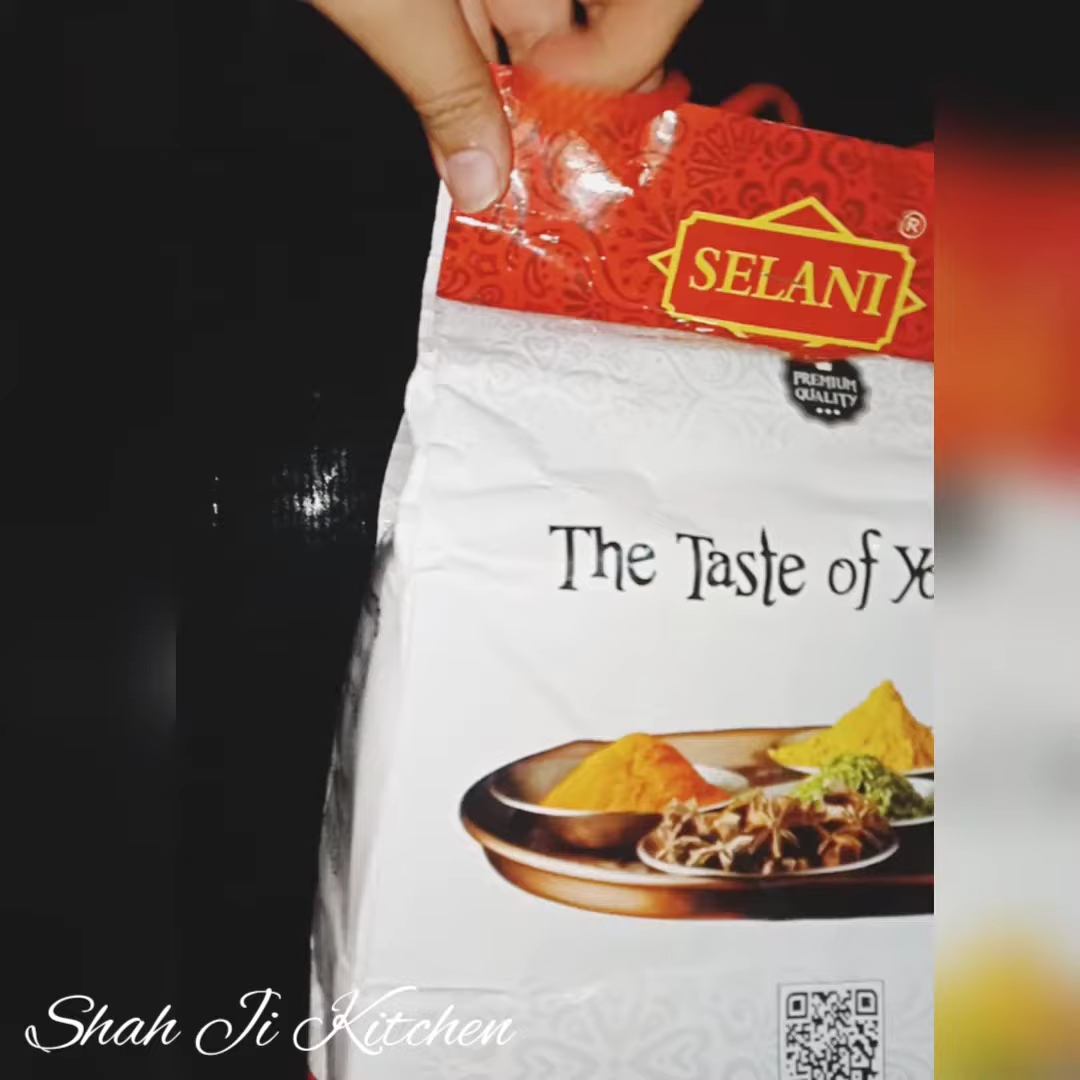 SELANI
®
PREMIUM
QUALITY
The Taste of
Shah Ji Kitchen